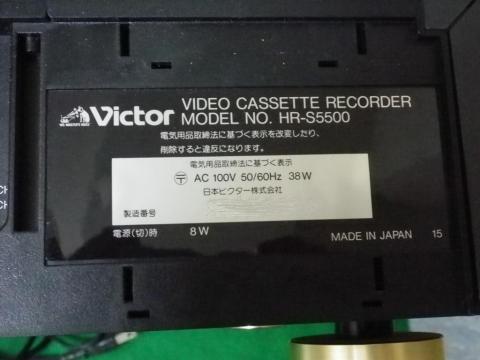 Victor VIDEO CASSETTE RECORDER
MODEL NO. HR-S5500
電気用品取締法に基づく表示を改変したり、
削除すると違反になります。
電気用品取締法に基づく表示
〒 AC 100V 50/60Hz 38W
日本ビクター株式会社
製造番号
電源(切)時 8W
MADE IN JAPAN 15
CH
CH